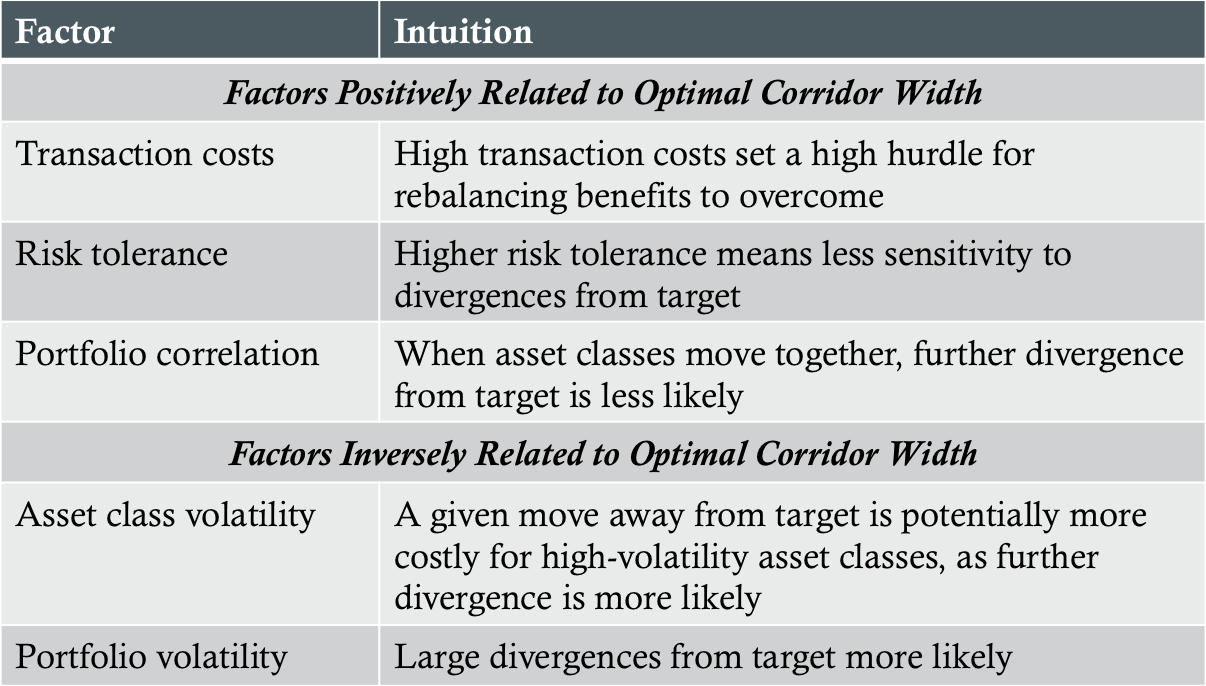 Factor Intuition
Factors Positively Related to Optimal Corridor Width
Transaction costs High transaction costs set a high hurdle for
rebalancing benefits to overcome
Risk tolerance Higher risk tolerance means less sensitivity to
divergences from target
Portfolio correlation When asset classes move together, further divergence
from target is less likely
Factors Inversely Related to Optimal Corridor Width
Asset class volatility A given move away from target is potentially more
costly for high-volatility asset classes, as further
divergence is more likely
Portfolio volatility Large divergences from target more likely